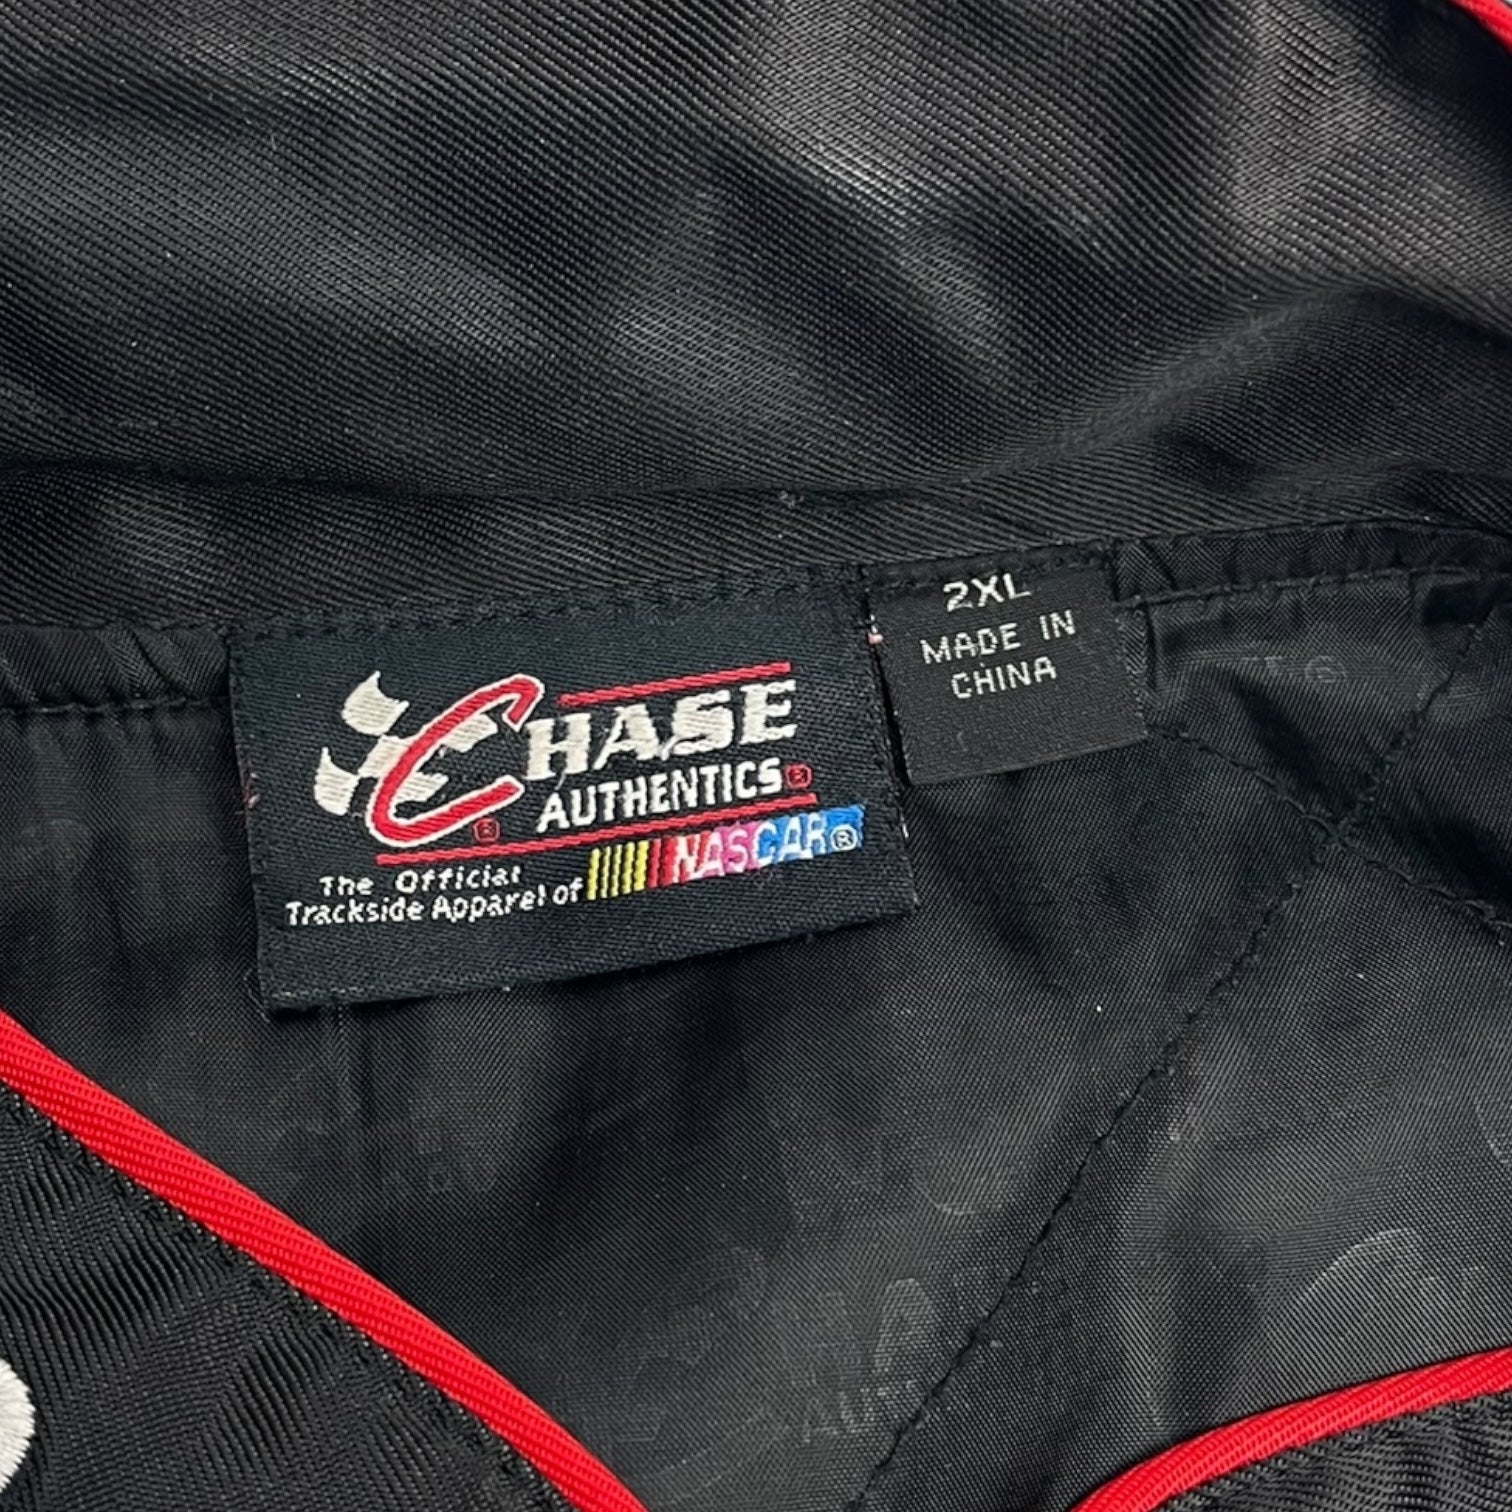 CHASE
AUTHENTICS®
®
The Official
Trackside Apparel of NASCAR®
2XL
MADE IN
CHINA